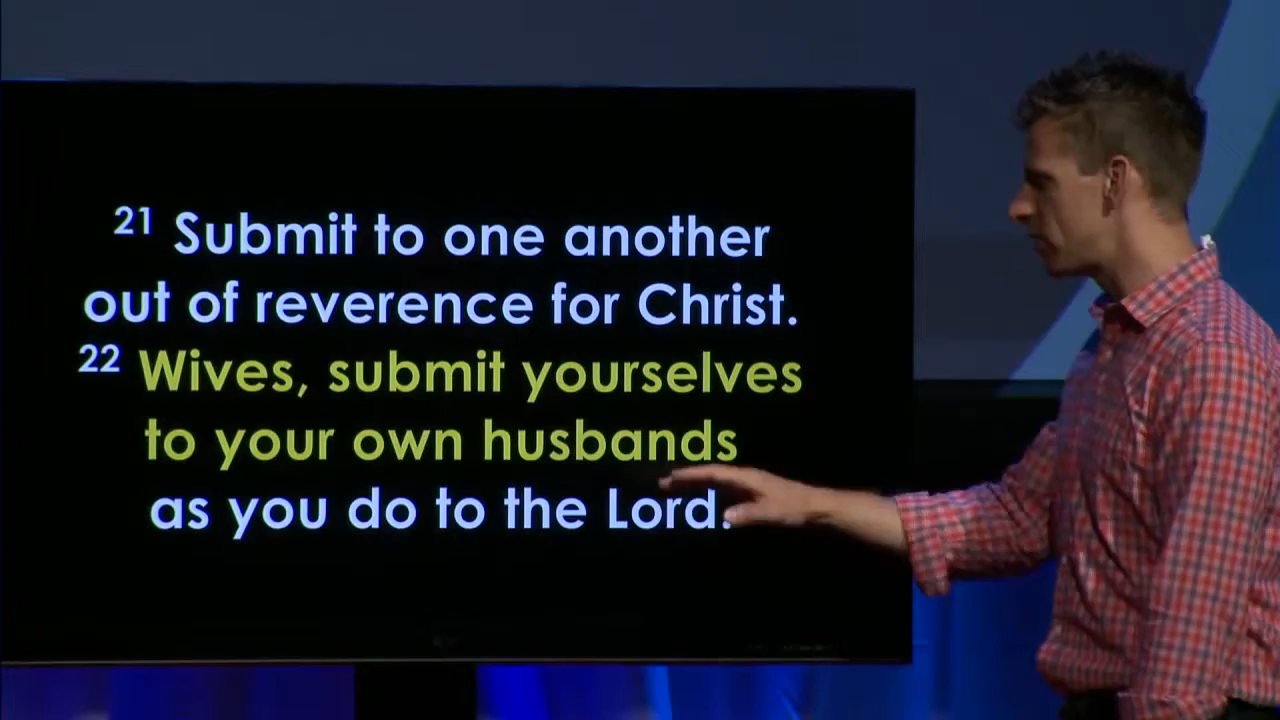 21 Submit to one another
out of reverence for Christ.
22 Wives, submit yourselves
to your own husbands
as you do to the Lord.